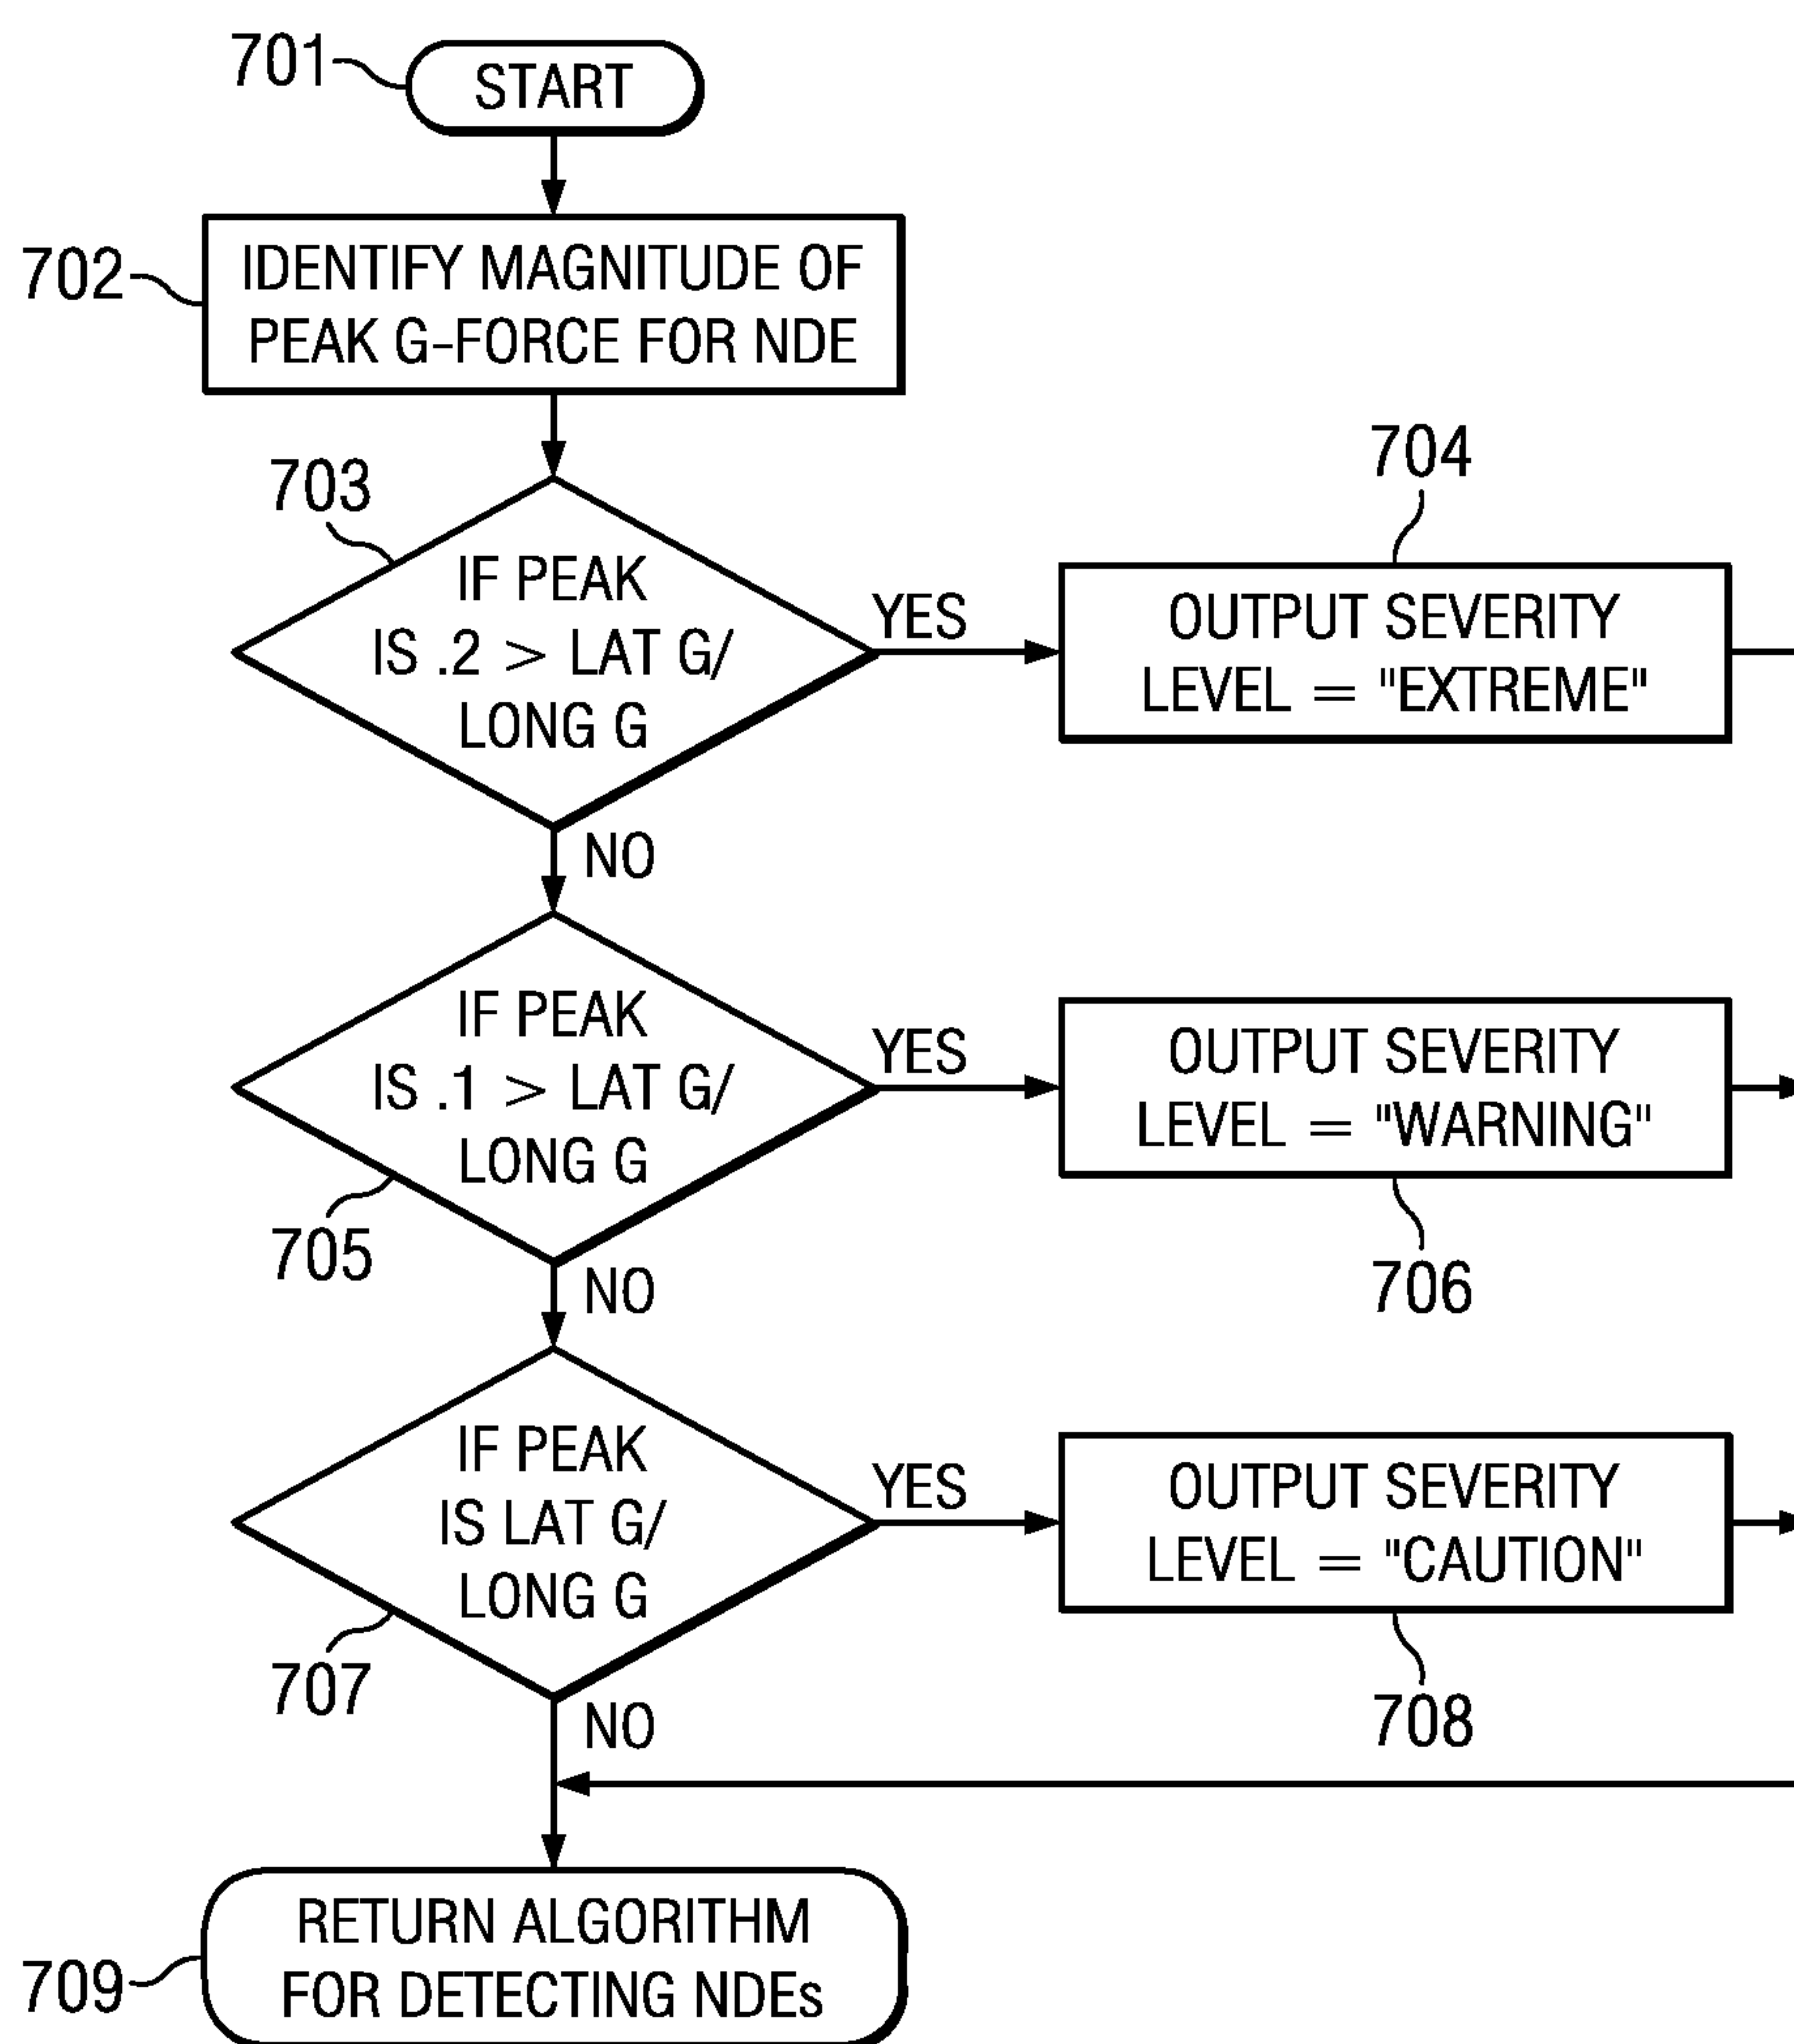 701
START
702
IDENTIFY MAGNITUDE OF
PEAK G-FORCE FOR NDE
703
IF PEAK
IS .2 > LAT G/
LONG G
YES
704
OUTPUT SEVERITY
LEVEL = "EXTREME"
NO
IF PEAK
IS .1 > LAT G/
LONG G
705
YES
OUTPUT SEVERITY
LEVEL = "WARNING"
706
NO
IF PEAK
IS LAT G/
LONG G
707
YES
OUTPUT SEVERITY
LEVEL = "CAUTION"
708
NO
RETURN ALGORITHM
FOR DETECTING NDEs
709